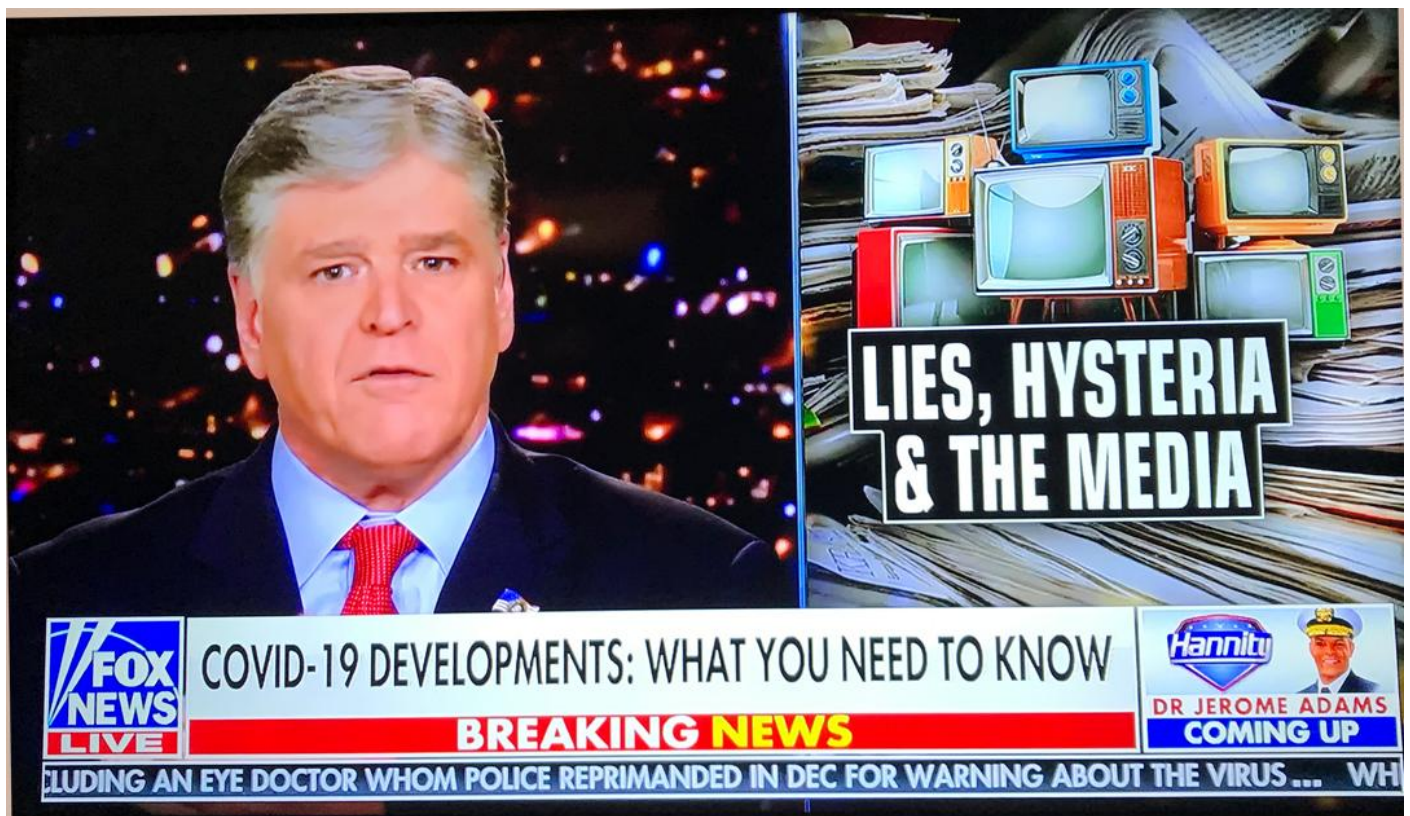 LIES, HYSTERIA
& THE MEDIA
FOX
NEWS
LIVE
COVID-19 DEVELOPMENTS: WHAT YOU NEED TO KNOW
BREAKING NEWS
Hannity
DR JEROME ADAMS
COMING UP
CLUDING AN EYE DOCTOR WHOM POLICE REPRIMANDED IN DEC FOR WARNING ABOUT THE VIRUS ... WH